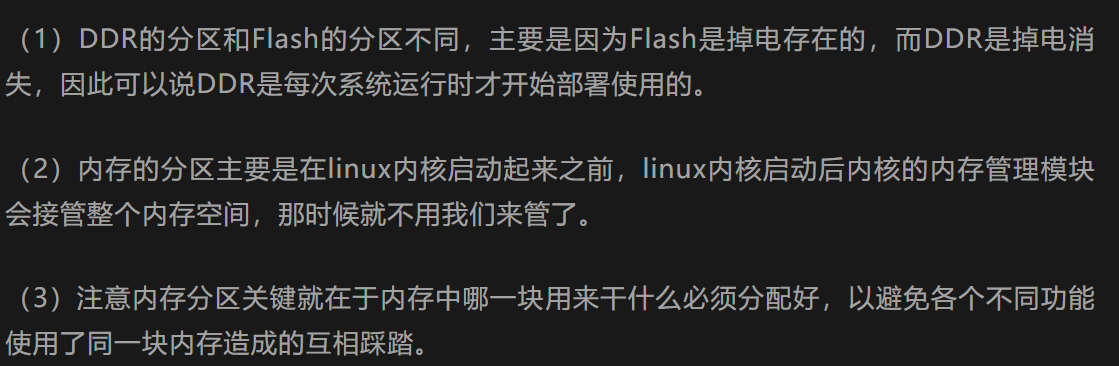 （1）DDR的分区和Flash的分区不同，主要是因为Flash是掉电存在的，而DDR是掉电消
失，因此可以说DDR是每次系统运行时才开始部署使用的。
（2）内存的分区主要是在linux内核启动起来之前，linux内核启动后内核的内存管理模块
会接管整个内存空间，那时候就不用我们来管了。
（3）注意内存分区关键就在于内存中哪一块用来干什么必须分配好，以避免各个不同功能
使用了同一块内存造成的互相踩踏。